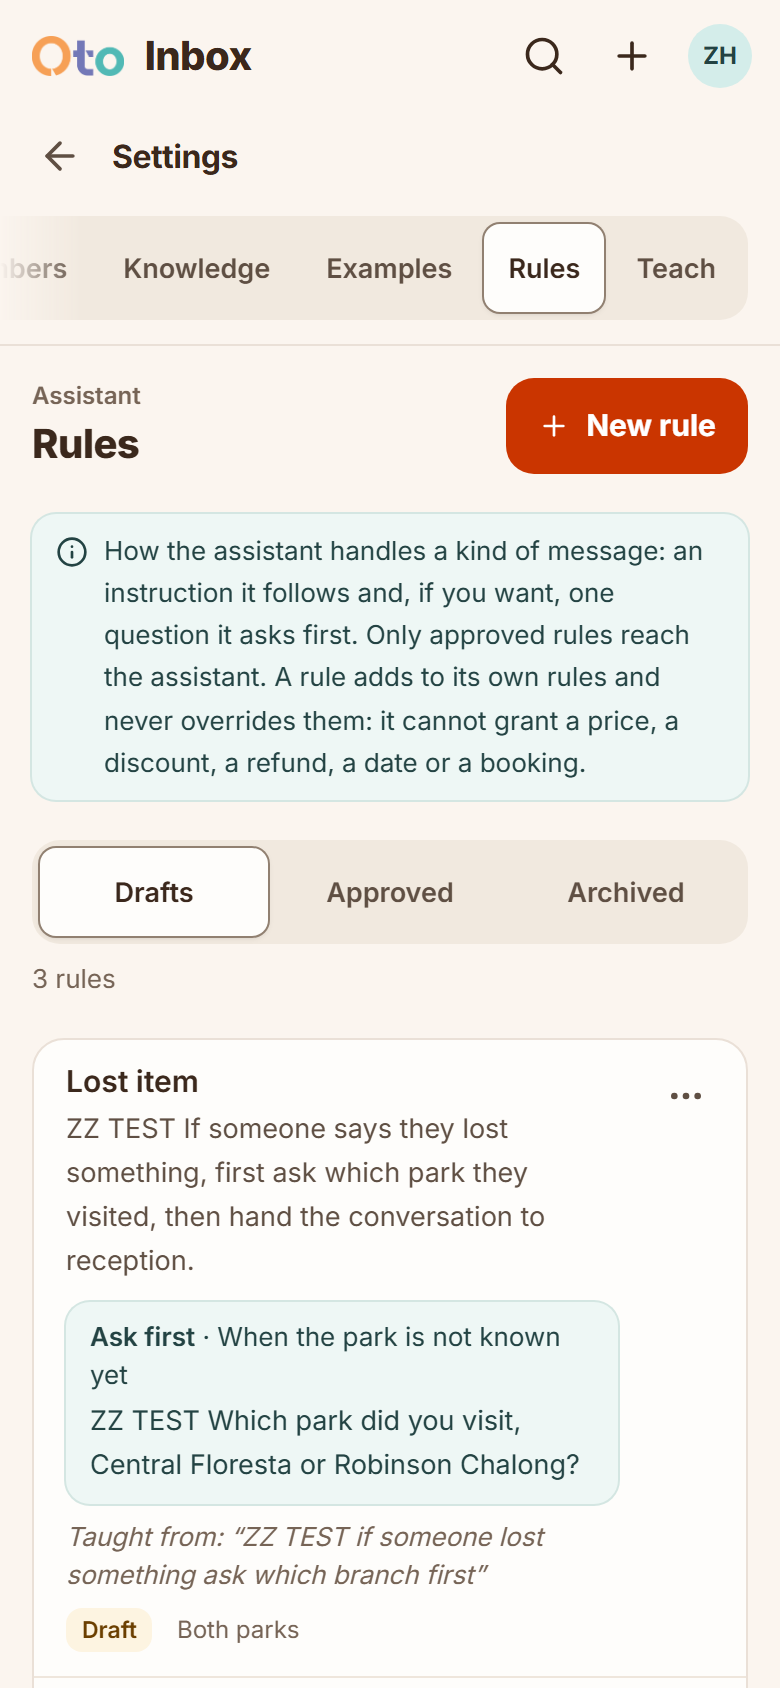 Oto Inbox
ZH
Settings
bers Knowledge Examples Rules Teach
Assistant
Rules
+ New rule
How the assistant handles a kind of message: an
instruction it follows and, if you want, one
question it asks first. Only approved rules reach
the assistant. A rule adds to its own rules and
never overrides them: it cannot grant a price, a
discount, a refund, a date or a booking.
Drafts Approved Archived
3 rules
Lost item
ZZ TEST If someone says they lost
something, first ask which park they
visited, then hand the conversation to
reception.
Ask first · When the park is not known
yet
ZZ TEST Which park did you visit,
Central Floresta or Robinson Chalong?
Taught from: “ZZ TEST if someone lost
something ask which branch first”
Draft Both parks